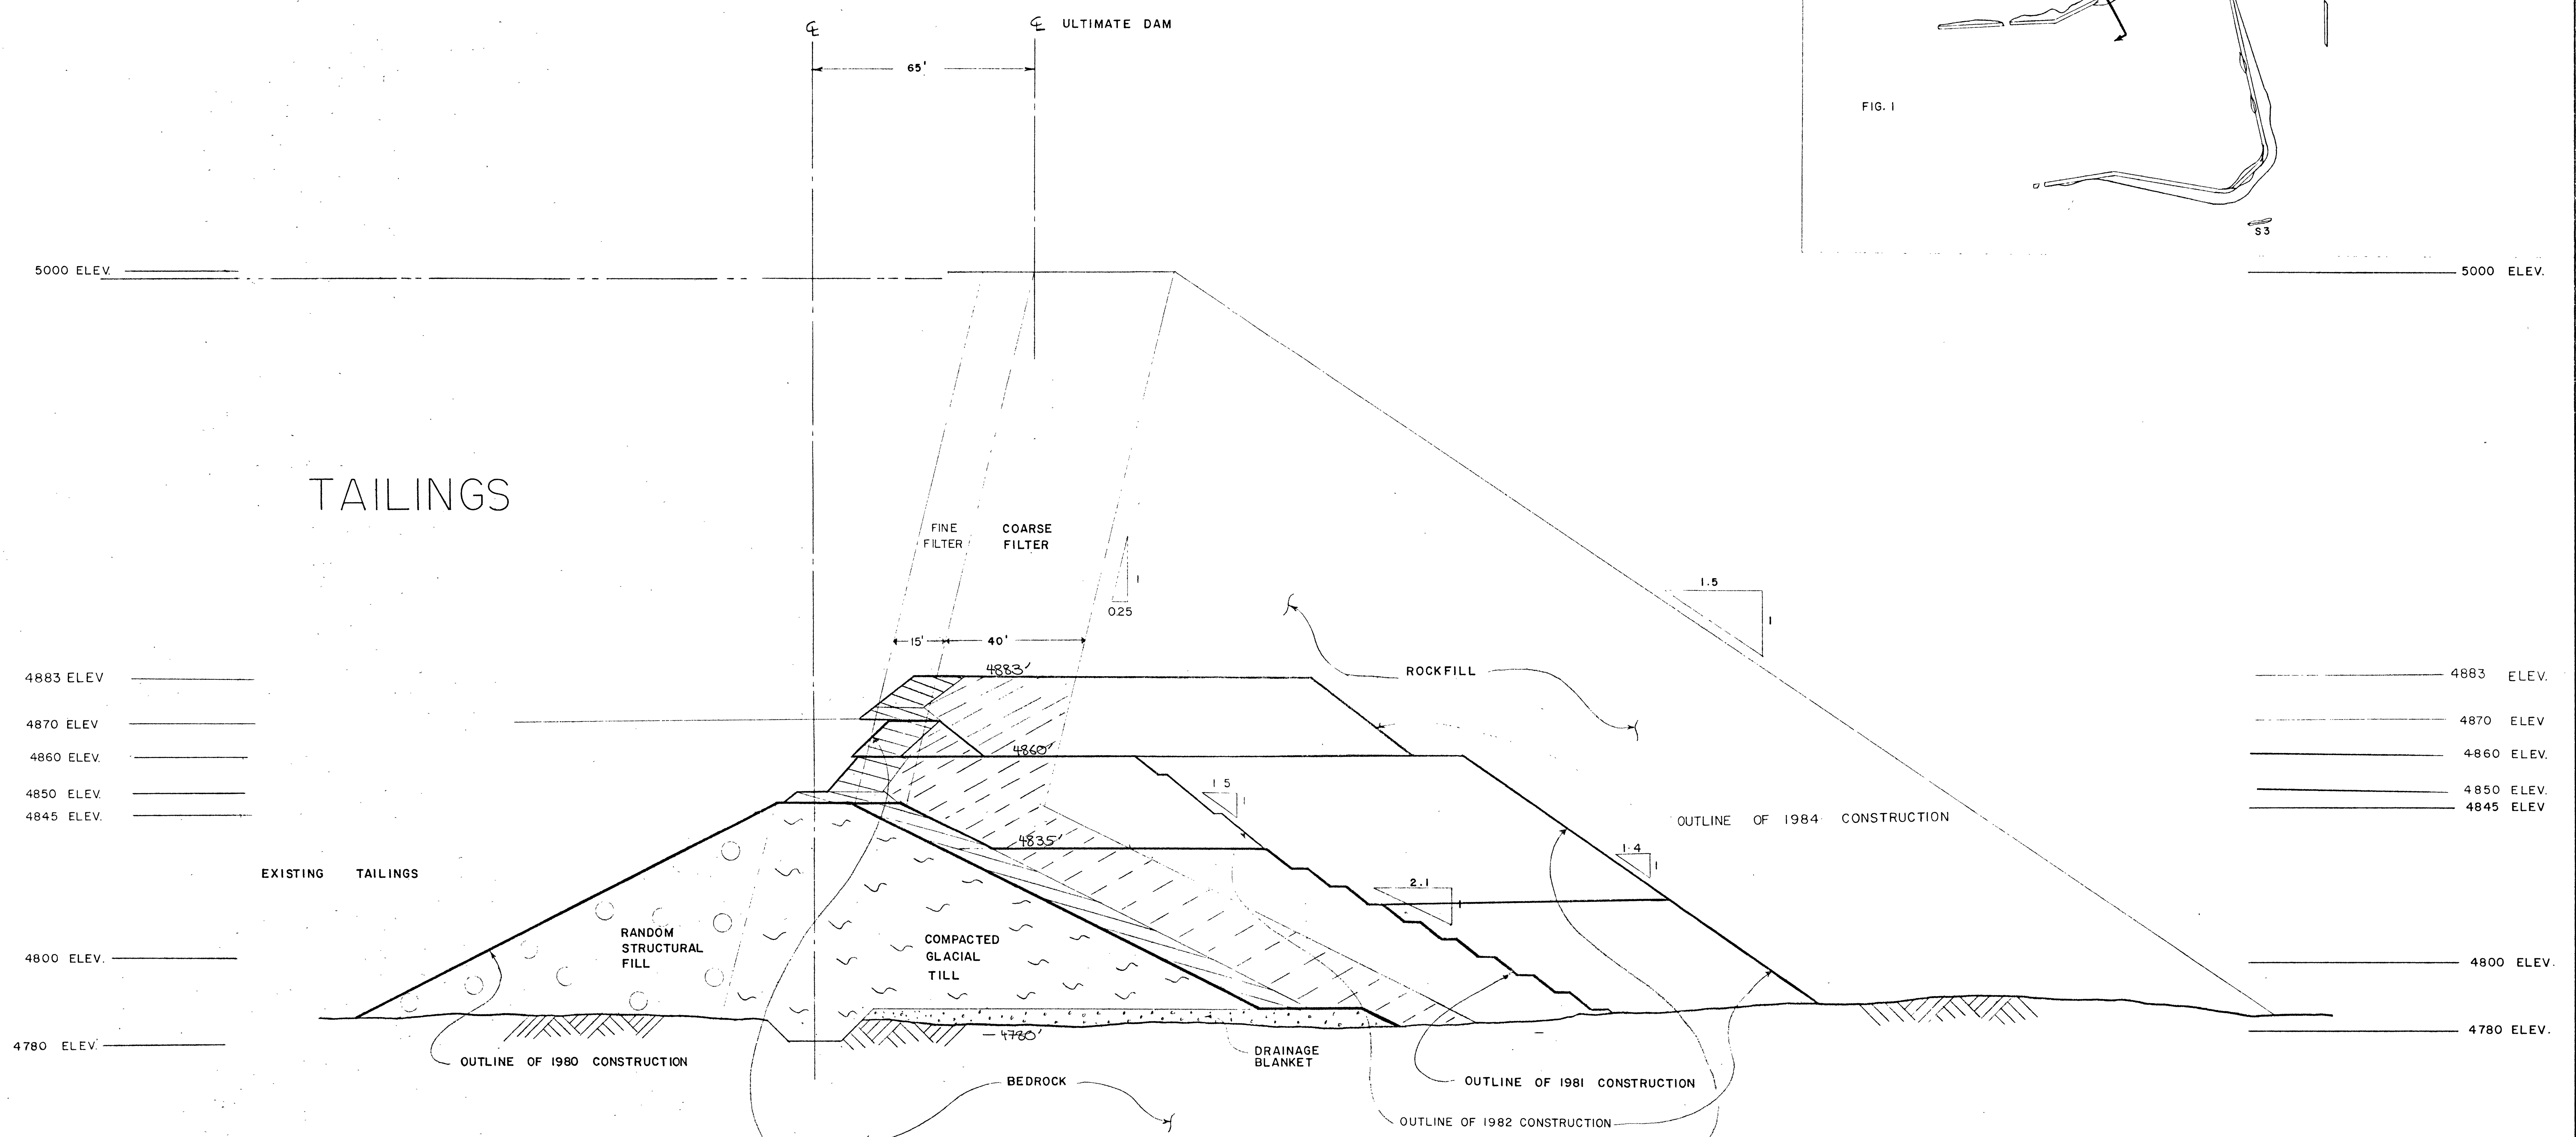 ℄
℄ ULTIMATE DAM
65'
FIG. 1
S3
5000 ELEV.
5000 ELEV.
TAILINGS
FINE
FILTER
COARSE
FILTER
1
0.25
1.5
1
15'
40'
4883'
ROCKFILL
4883 ELEV
4883 ELEV.
4870 ELEV
4870 ELEV
4860'
4860 ELEV.
4860 ELEV.
1 5
1
4850 ELEV.
4850 ELEV.
4845 ELEV.
4845 ELEV
OUTLINE OF 1984 CONSTRUCTION
4835'
1.4
1
EXISTING TAILINGS
2.1
1
RANDOM
STRUCTURAL
FILL
COMPACTED
GLACIAL
TILL
4800 ELEV.
4800 ELEV.
4780'
4780 ELEV.
4780 ELEV.
OUTLINE OF 1980 CONSTRUCTION
DRAINAGE
BLANKET
BEDROCK
OUTLINE OF 1981 CONSTRUCTION
OUTLINE OF 1982 CONSTRUCTION